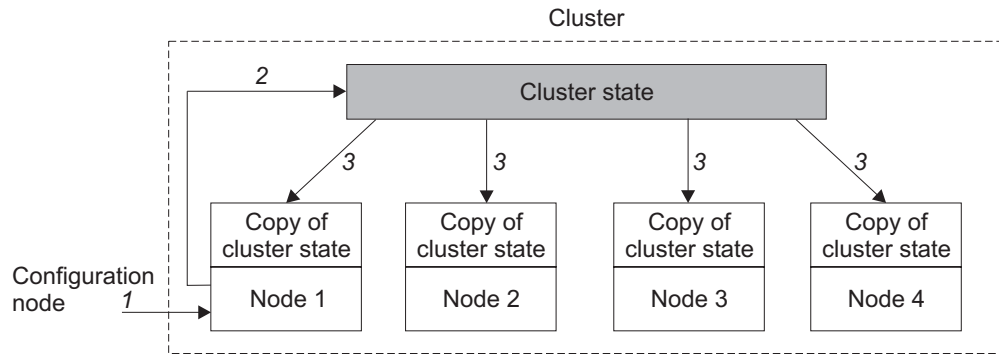 Cluster
2
Cluster state
3
3
3
3
Copy of
cluster state
Copy of
cluster state
Copy of
cluster state
Copy of
cluster state
Configuration
node
1
Node 1
Node 2
Node 3
Node 4